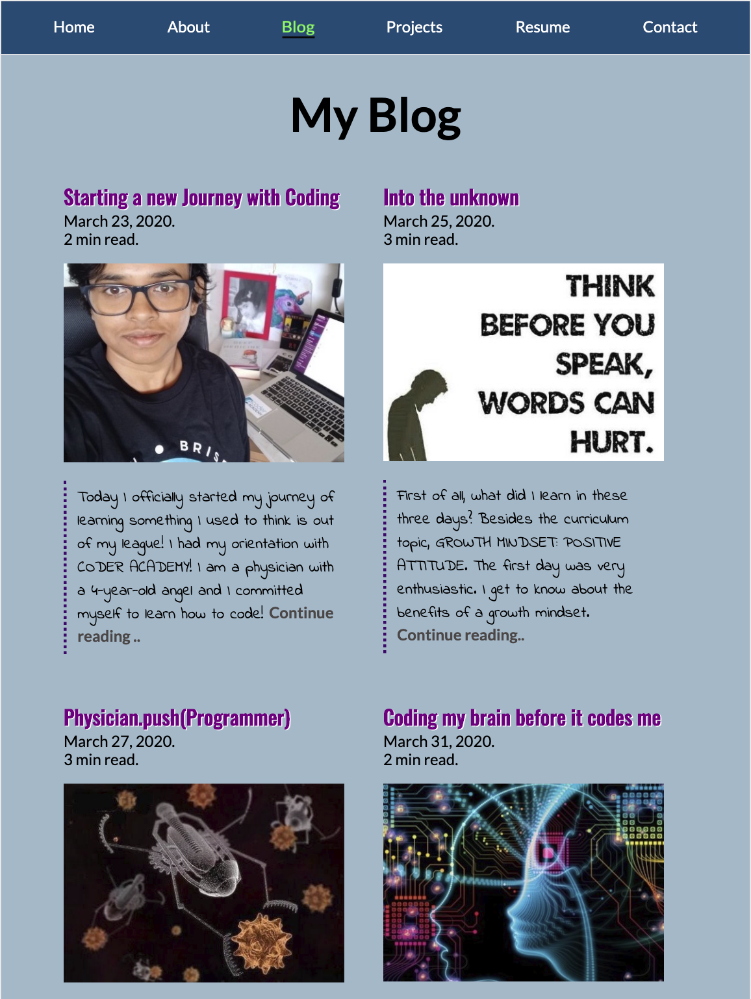 Home About Blog Projects Resume Contact
My Blog
Starting a new Journey with Coding
March 23, 2020.
2 min read.
BRIS
Today I officially started my journey of
learning something I used to think is out
of my league! I had my orientation with
CODER ACADEMY! I am a physician with
a 4-year-old angel and I committed
myself to learn how to code! Continue
reading ..
Into the unknown
March 25, 2020.
3 min read.
THINK
BEFORE YOU
SPEAK,
WORDS CAN
HURT.
First of all, what did I learn in these
three days? Besides the curriculum
topic, GROWTH MINDSET: POSITIVE
ATTITUDE. The first day was very
enthusiastic. I get to know about the
benefits of a growth mindset.
Continue reading..
Physician.push(Programmer)
March 27, 2020.
3 min read.
Coding my brain before it codes me
March 31, 2020.
2 min read.